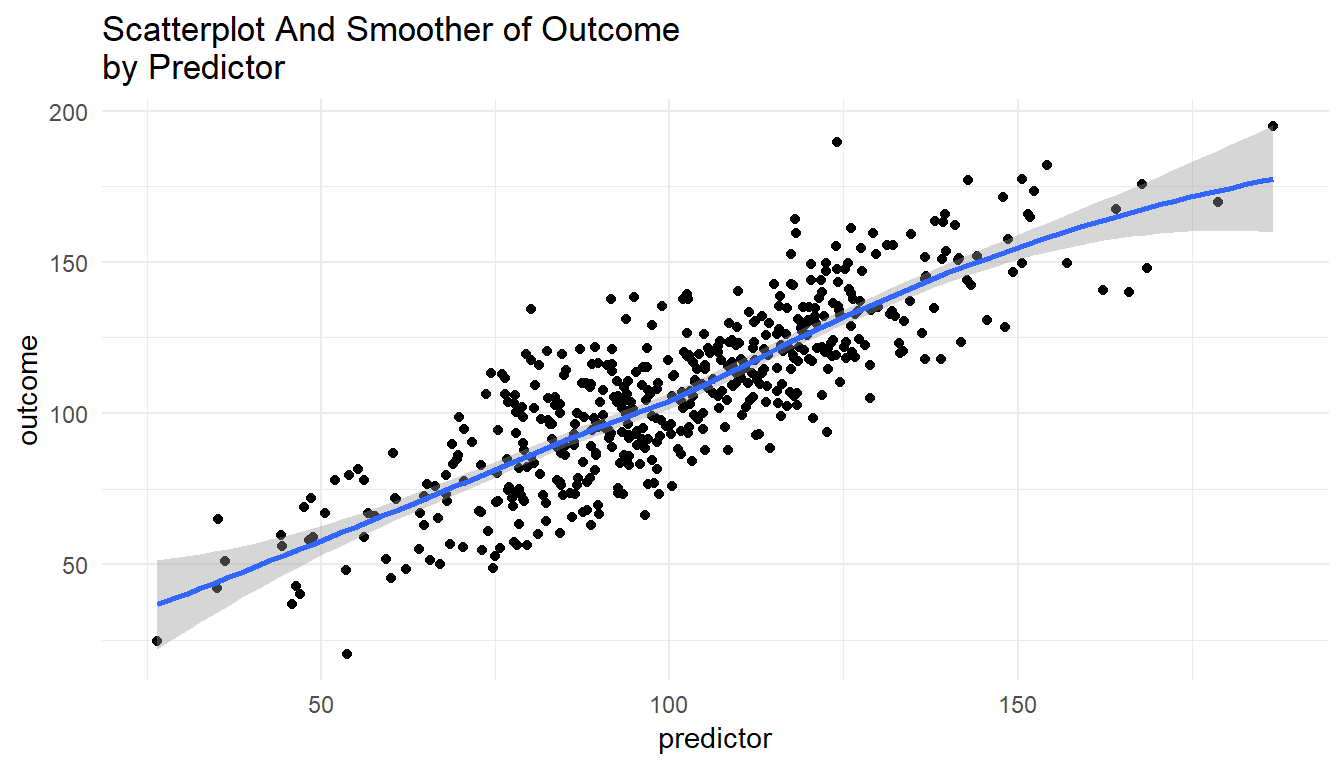 Scatterplot And Smoother of Outcome
by Predictor
200
150
100
50
outcome
50 100 150
predictor